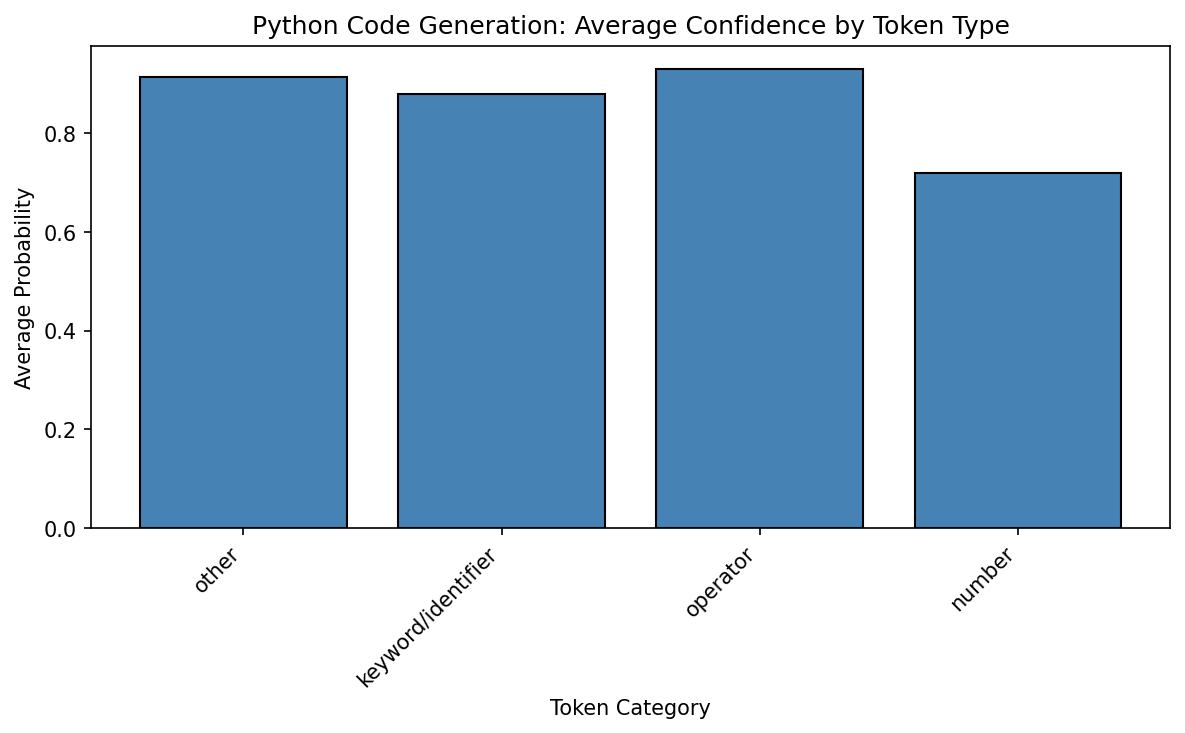 Python Code Generation: Average Confidence by Token Type
Average Probability
0.8
0.6
0.4
0.2
0.0
other
keyword/identifier
operator
number
Token Category